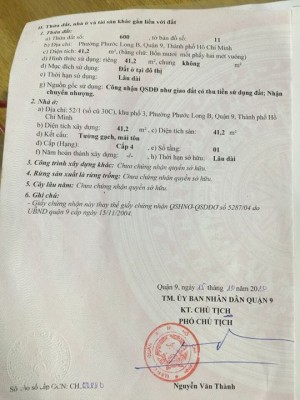 II. Thửa đất, nhà ở và tài sản khác gắn liền với đất
1. Thửa đất:
a) Thửa đất số: 600 , tờ bản đồ số: 11
b) Địa chỉ: Phường Phước Long B, Quận 9, Thành phố Hồ Chí Minh
c) Diện tích: 41,2 m², (bằng chữ: Bốn mươi mốt phẩy hai mét vuông)
d) Hình thức sử dụng: riêng 41,2 m², chung không m²
đ) Mục đích sử dụng: Đất ở tại đô thị
e) Thời hạn sử dụng: Lâu dài
g) Nguồn gốc sử dụng: Công nhận QSDĐ như giao đất có thu tiền sử dụng đất; Nhận
chuyển nhượng.
2. Nhà ở:
a) Địa chỉ: 52/1 (số cũ 30C), khu phố 3, Phường Phước Long B, Quận 9, Thành phố Hồ
Chí Minh
b) Diện tích xây dựng: 41,2 m², c) Diện tích sàn: 41,2 m²
d) Kết cấu: Tường gạch, mái tôn
đ) Cấp (Hạng): Cấp 4 , e) Số tầng: 01
f) Năm hoàn thành xây dựng: -/- , h) Thời hạn sở hữu: Lâu dài
3. Công trình xây dựng khác: Chưa chứng nhận quyền sở hữu.
4. Rừng sản xuất là rừng trồng: Chưa chứng nhận quyền sở hữu.
5. Cây lâu năm: Chưa chứng nhận quyền sở hữu.
6. Ghi chú:
- Giấy chứng nhận này thay thế giấy chứng nhận QSHNO-QSDĐO số 5287/04 do
UBND quận 9 cấp ngày 15/11/2004.
Quận 9, ngày tháng năm
TM. ỦY BAN NHÂN DÂN QUẬN 9
KT. CHỦ TỊCH
PHÓ CHỦ TỊCH
Nguyễn Văn Thành
Số vào sổ cấp GCN: CH